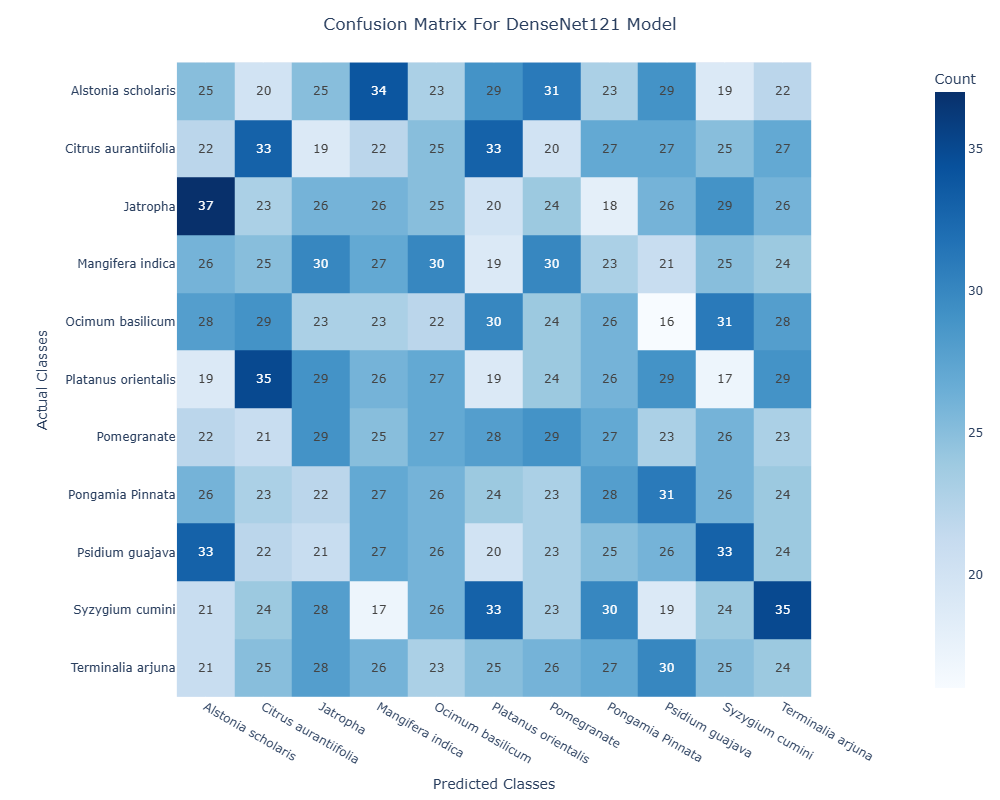 Confusion Matrix For DenseNet121 Model
Count
Alstonia scholaris 25 20 25 34 23 29 31 23 29 19 22
Citrus aurantiifolia 22 33 19 22 25 33 20 27 27 25 27
Jatropha 37 23 26 26 25 20 24 18 26 29 26
Mangifera indica 26 25 30 27 30 19 30 23 21 25 24
Ocimum basilicum 28 29 23 23 22 30 24 26 16 31 28
Platanus orientalis 19 35 29 26 27 19 24 26 29 17 29
Pomegranate 22 21 29 25 27 28 29 27 23 26 23
Pongamia Pinnata 26 23 22 27 26 24 23 28 31 26 24
Psidium guajava 33 22 21 27 26 20 23 25 26 33 24
Syzygium cumini 21 24 28 17 26 33 23 30 19 24 35
Terminalia arjuna 21 25 28 26 23 25 26 27 30 25 24
Actual Classes
35
30
25
20
Alstonia scholaris
Citrus aurantiifolia
Jatropha
Mangifera indica
Ocimum basilicum
Platanus orientalis
Pomegranate
Pongamia Pinnata
Psidium guajava
Syzygium cumini
Terminalia arjuna
Predicted Classes